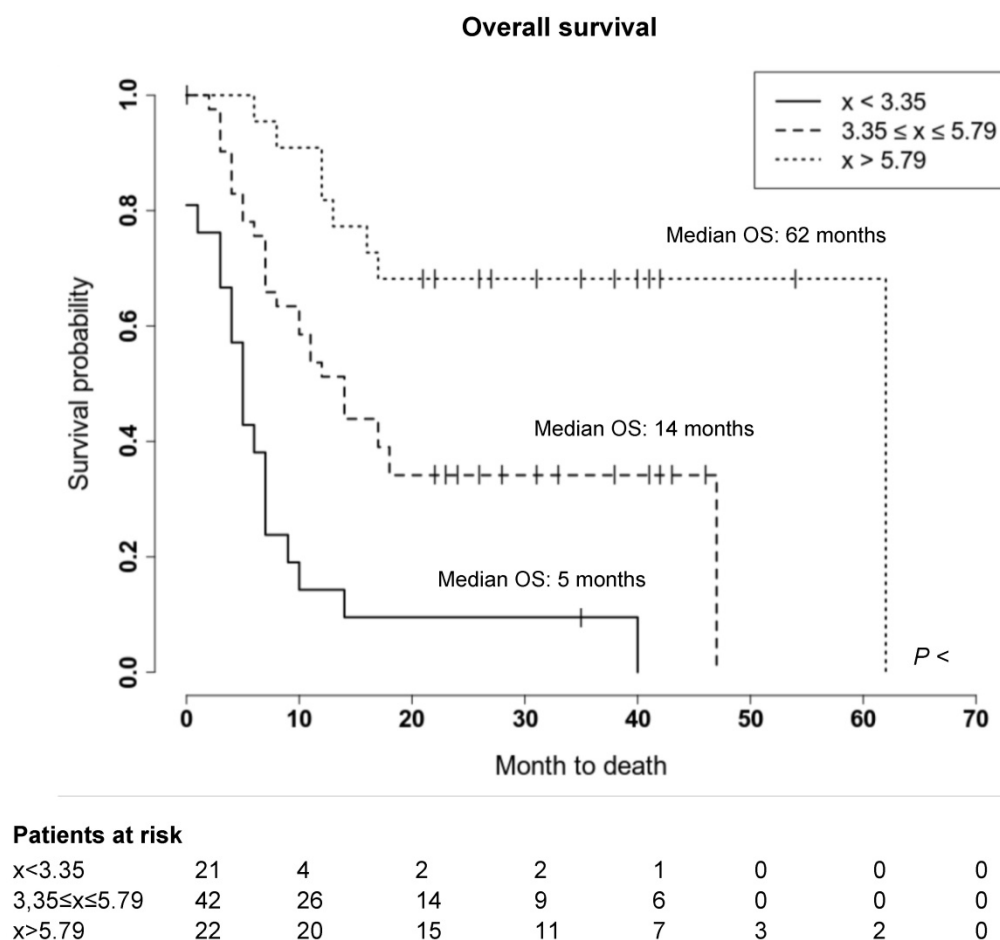 Overall survival
x < 3.35
3.35 ≤ x ≤ 5.79
x > 5.79
Median OS: 62 months
Median OS: 14 months
Median OS: 5 months
P <
Survival probability
1.0
0.8
0.6
0.4
0.2
0.0
0 10 20 30 40 50 60 70
Month to death
Patients at risk
x<3.35 21 4 2 2 1 0 0 0
3,35≤x≤5.79 42 26 14 9 6 0 0 0
x>5.79 22 20 15 11 7 3 2 0